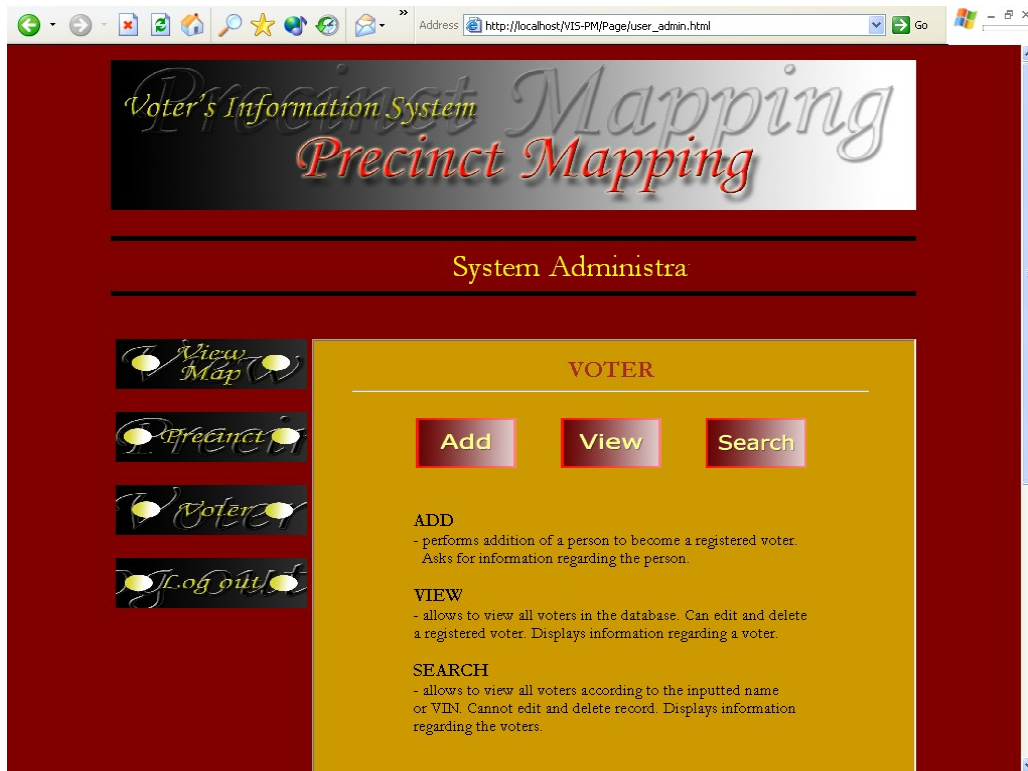 » Address http://localhost/VIS-PM/Page/user_admin.html Go
Precinct Mapping
Voter's Information System
Precinct Mapping
System Administra
View
Map
Precinct
Voter
Log out
VOTER
Add View Search
ADD
- performs addition of a person to become a registered voter.
Asks for information regarding the person.
VIEW
- allows to view all voters in the database. Can edit and delete
a registered voter. Displays information regarding a voter.
SEARCH
- allows to view all voters according to the inputted name
or VIN. Cannot edit and delete record. Displays information
regarding the voters.